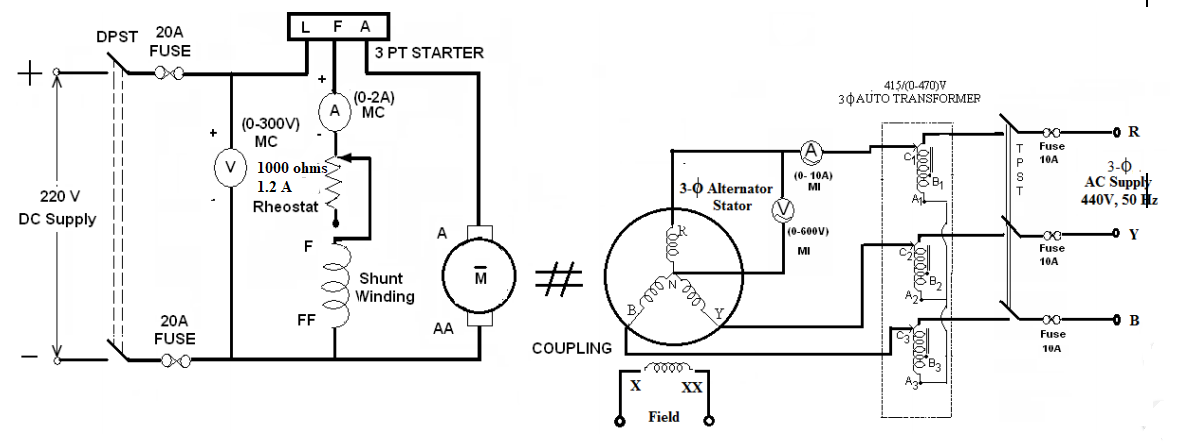 L F A
DPST
20A
FUSE
3 PT STARTER
+
+
(0-2A)
MC
A
-
+
(0-300V)
MC
V
-
1000 ohms
1.2 A
Rheostat
220 V
DC Supply
F
Shunt
Winding
FF
A
M
AA
20A
FUSE
−
COUPLING
415/(0-470)V
3ϕ AUTO TRANSFORMER
A
(0-10A)
MI
3-ϕ Alternator
Stator
V
(0-600V)
MI
R
N
B
Y
X
XX
Field
C1
B1
A1
C2
B2
A2
C3
B3
A3
T
P
S
T
Fuse
10A
R
3-ϕ
AC Supply
440V, 50 Hz
Y
Fuse
10A
B
Fuse
10A